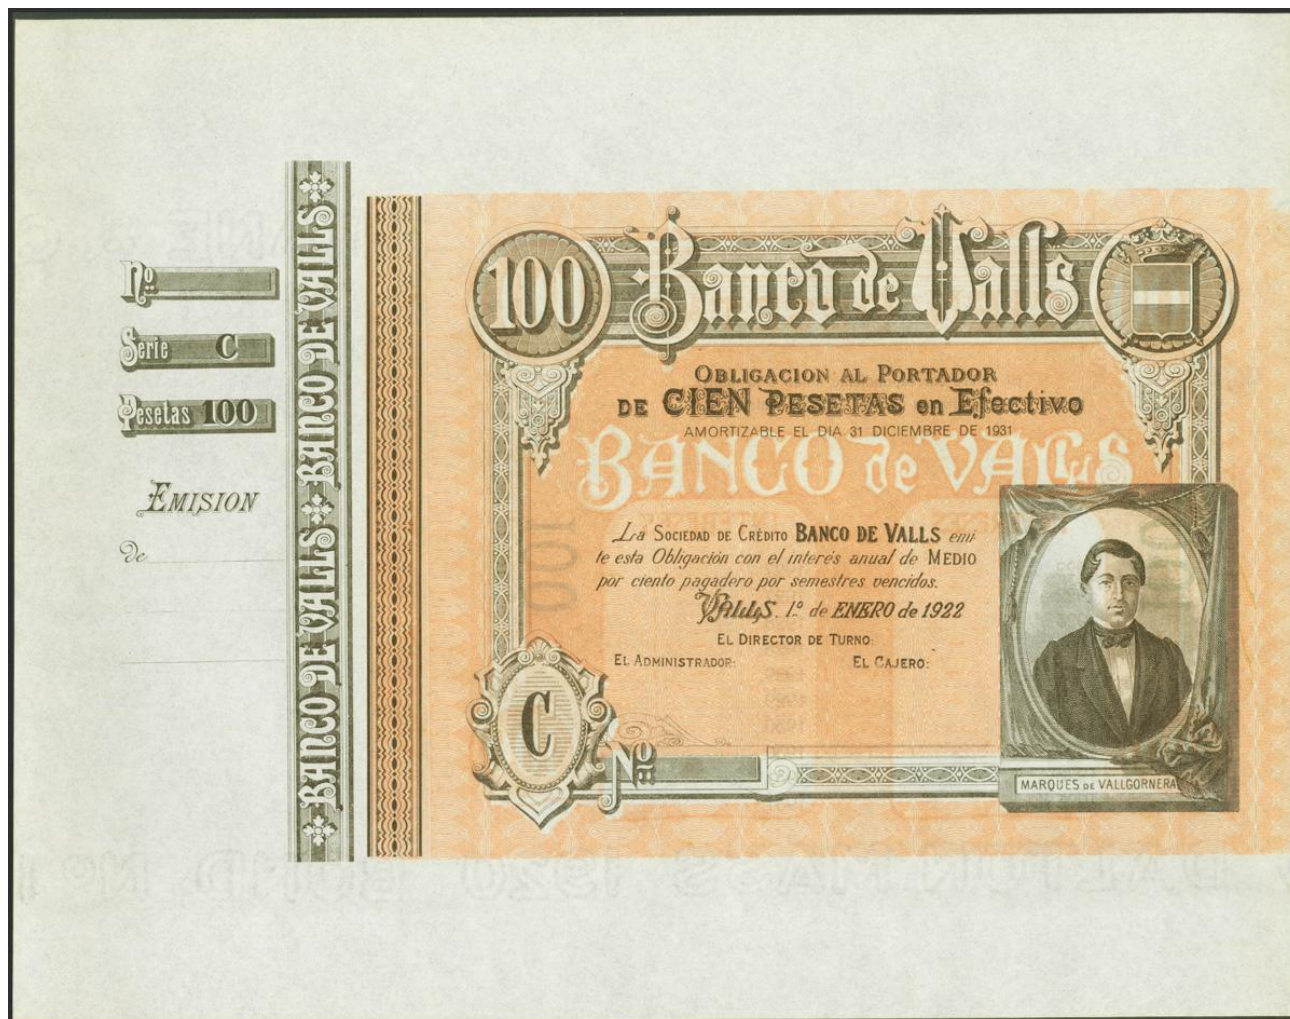 Nº
Serie C
Pesetas 100
EMISION
De
BANCO DE VALLS BANCO DE VALLS
100 Banco de Valls
OBLIGACION AL PORTADOR
DE CIEN PESETAS en Efectivo
AMORTIZABLE EL DIA 31 DICIEMBRE DE 1931
BANCO de VALLS
La SOCIEDAD DE CRÉDITO BANCO DE VALLS emi-
te esta Obligación con el interés anual de MEDIO
por ciento pagadero por semestres vencidos.
VALLS. 1º de ENERO de 1922
EL DIRECTOR DE TURNO:
EL ADMINISTRADOR: EL CAJERO:
C
Nº
MARQUES DE VALLGORNERA